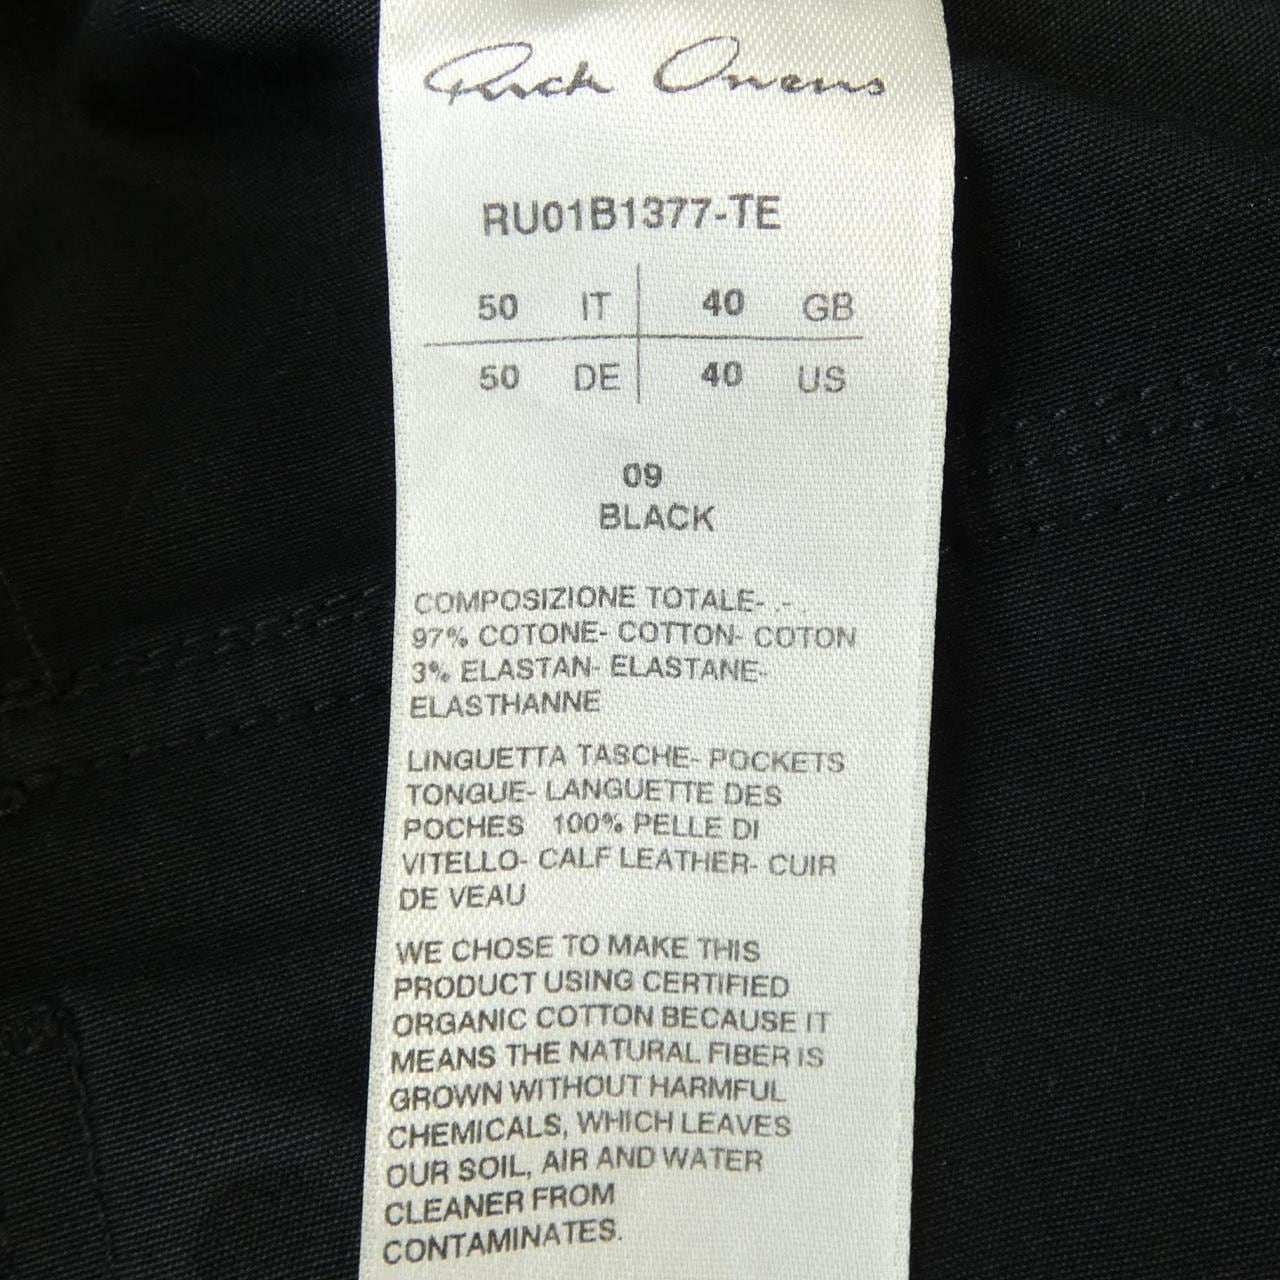 Rick Owens
RU01B1377-TE
50 IT 40 GB
50 DE 40 US
09
BLACK
COMPOSIZIONE TOTALE- .-.
97% COTONE- COTTON- COTON
3% ELASTAN- ELASTANE-
ELASTHANNE
LINGUETTA TASCHE- POCKETS
TONGUE- LANGUETTE DES
POCHES 100% PELLE DI
VITELLO- CALF LEATHER- CUIR
DE VEAU
WE CHOSE TO MAKE THIS
PRODUCT USING CERTIFIED
ORGANIC COTTON BECAUSE IT
MEANS THE NATURAL FIBER IS
GROWN WITHOUT HARMFUL
CHEMICALS, WHICH LEAVES
OUR SOIL, AIR AND WATER
CLEANER FROM
CONTAMINATES.